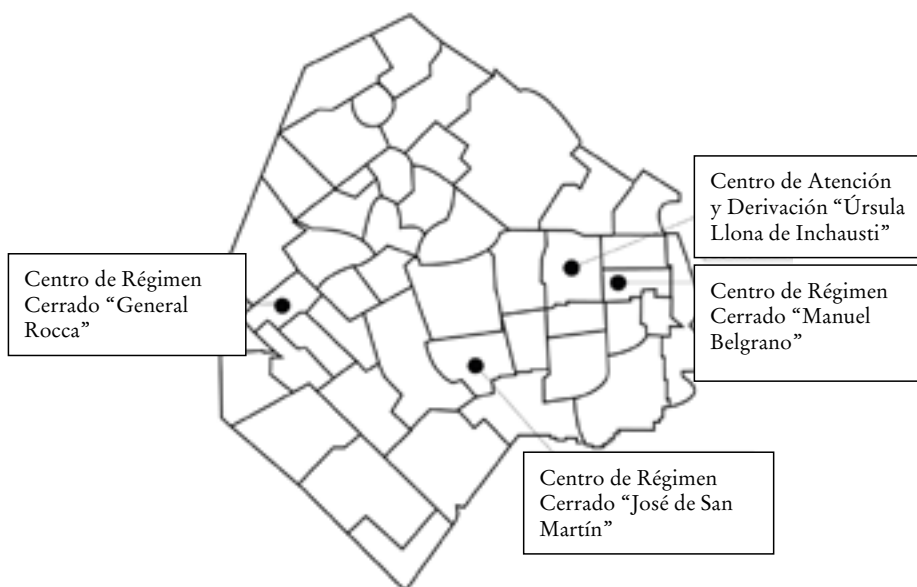 Centro de Atención
y Derivación “Úrsula
Llona de Inchausti”
Centro de Régimen
Cerrado “General
Rocca”
Centro de Régimen
Cerrado “Manuel
Belgrano”
Centro de Régimen
Cerrado “José de San
Martín”